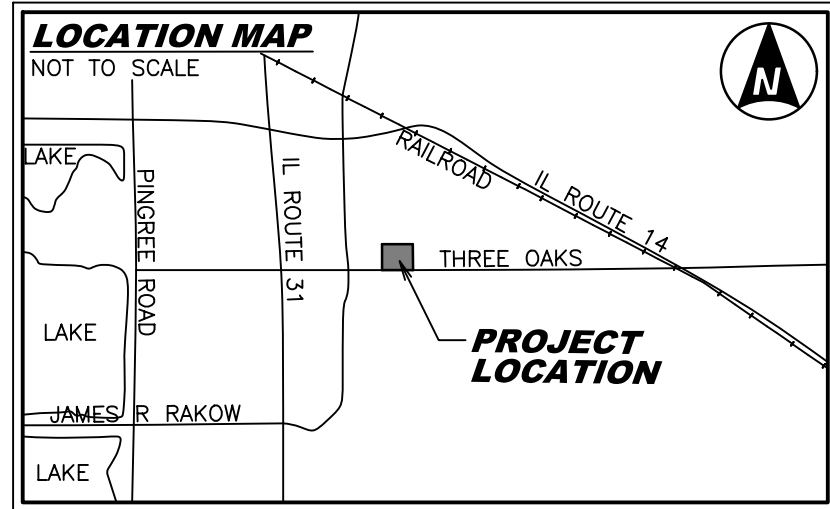 LOCATION MAP
NOT TO SCALE
N
LAKE
PINGREE ROAD
IL ROUTE 31
RAILROAD
IL ROUTE 14
THREE OAKS
LAKE
PROJECT
LOCATION
JAMES R RAKOW
LAKE